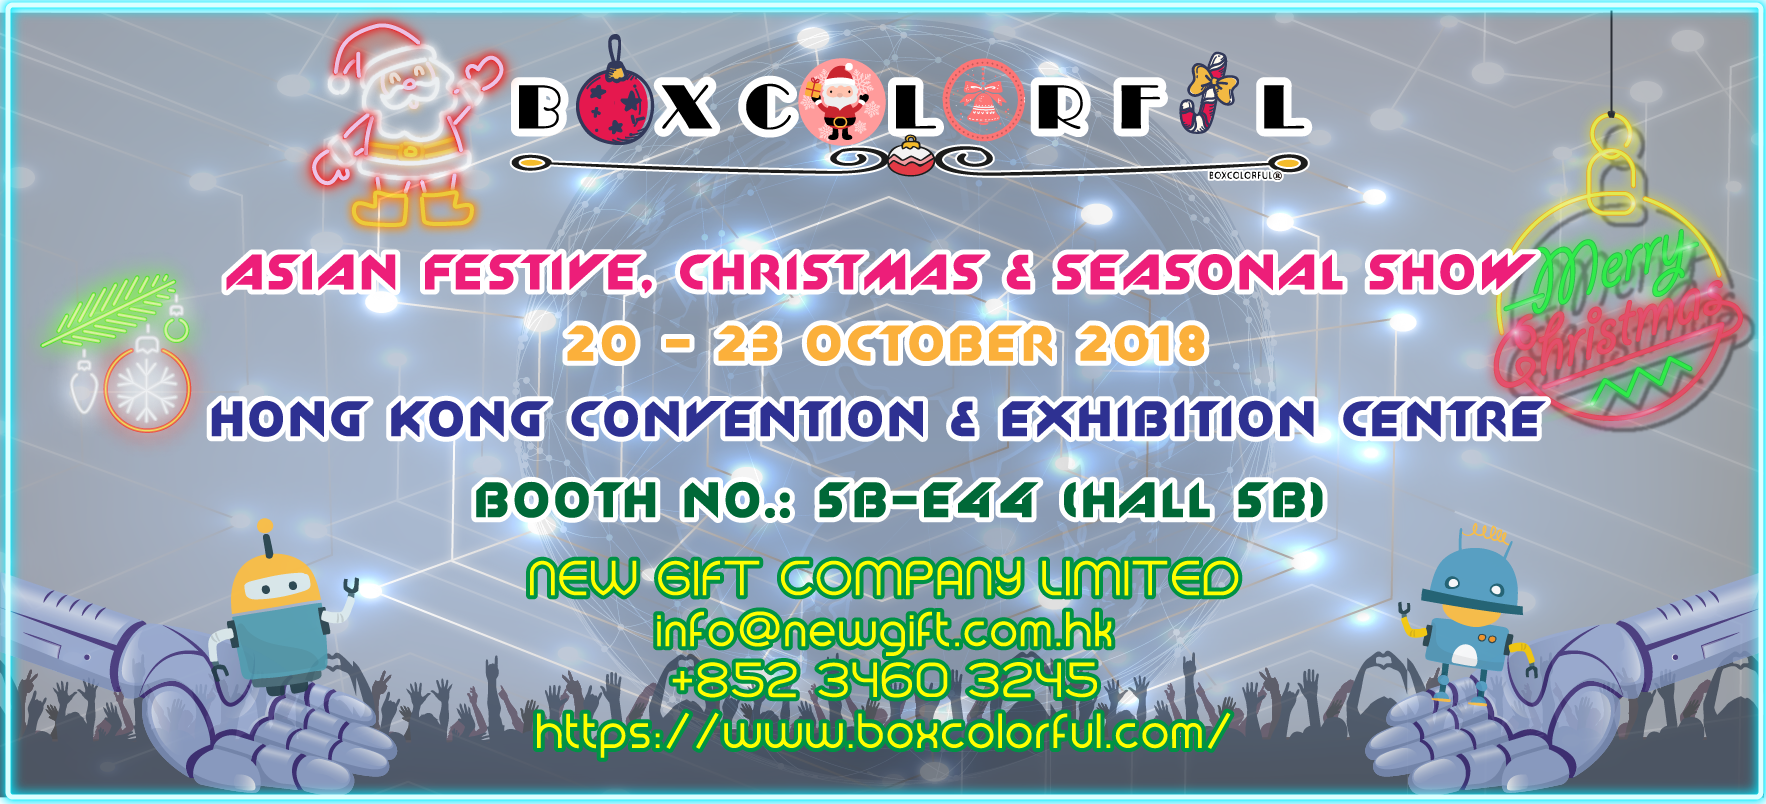 BOXCOLORFUL
BOXCOLORFUL®
ASIAN FESTIVE, CHRISTMAS & SEASONAL SHOW
Merry
Christmas
20 - 23 OCTOBER 2018
HONG KONG CONVENTION & EXHIBITION CENTRE
BOOTH NO.: 5B-E44 (HALL 5B)
NEW GIFT COMPANY LIMITED
info@newgift.com.hk
+852 3460 3245
https://www.boxcolorful.com/